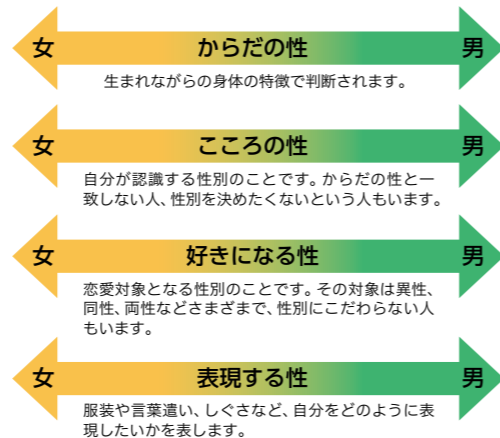 女 からだの性 男
生まれながらの身体の特徴で判断されます。
女 こころの性 男
自分が認識する性別のことです。からだの性と一
致しない人、性別を決めたくないという人もいます。
女 好きになる性 男
恋愛対象となる性別のことです。その対象は異性、
同性、両性などさまざまで、性別にこだわらない人
もいます。
女 表現する性 男
服装や言葉遣い、しぐさなど、自分をどのように表
現したいかを表します。